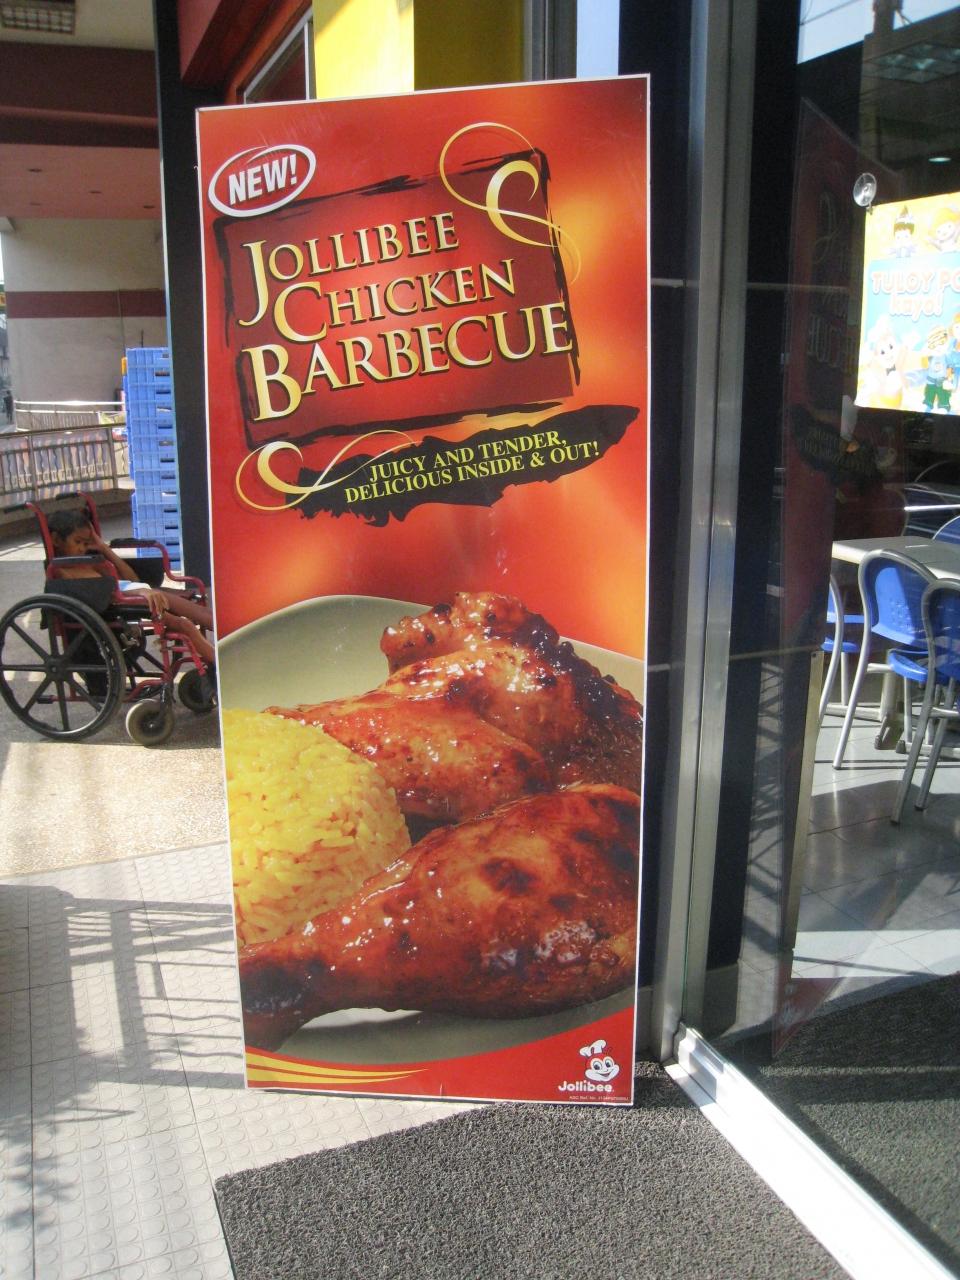 NEW!
JOLLIBEE
CHICKEN
BARBECUE
JUICY AND TENDER,
DELICIOUS INSIDE & OUT!
Jollibee
TULOY PO
kayo!